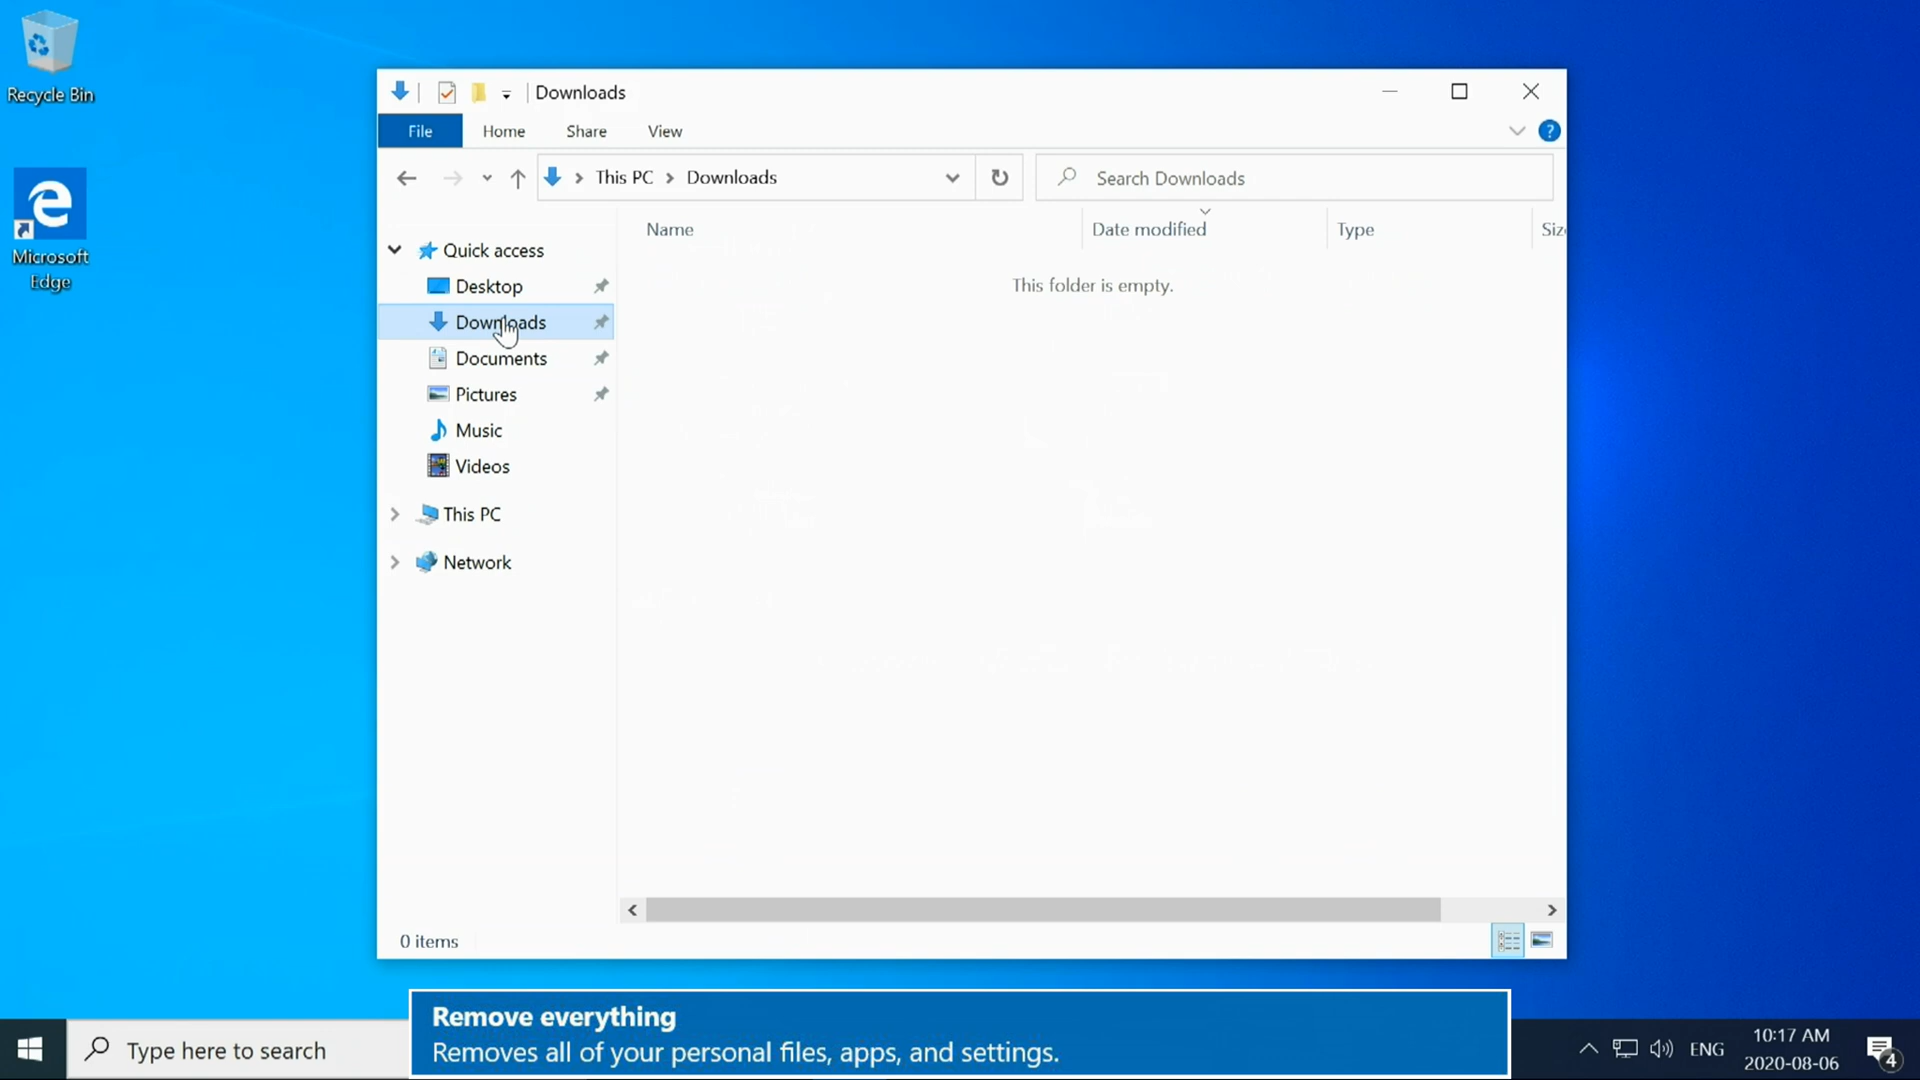 Recycle Bin
Microsoft
Edge
Downloads
File Home Share View
This PC Downloads
Search Downloads
Name Date modified Type
Quick access
Desktop
Downloads
Documents
Pictures
Music
Videos
This PC
Network
This folder is empty.
0 items
Remove everything
Removes all of your personal files, apps, and settings.
Type here to search
ENG
10:17 AM
2020-08-06
4